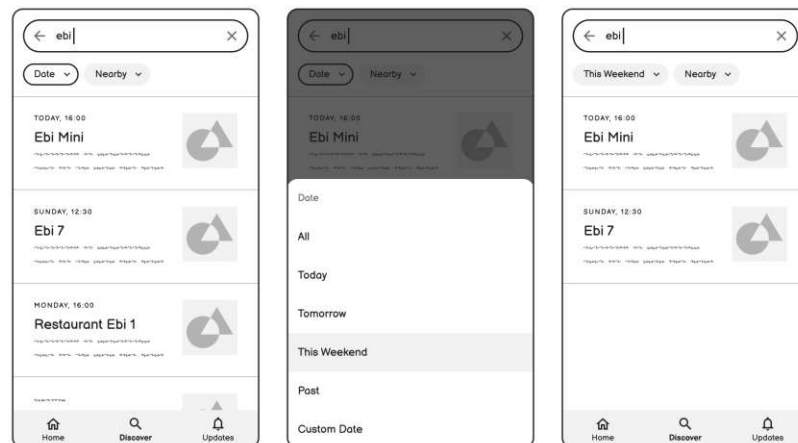 ebi
Date
Nearby
TODAY, 16:00
Ebi Mini
SUNDAY, 12:30
Ebi 7
MONDAY, 16:00
Restaurant Ebi 1
Home
Discover
Updates
ebi
Date
Nearby
TODAY, 16:00
Ebi Mini
Date
All
Today
Tomorrow
This Weekend
Past
Custom Date
ebi
This Weekend
Nearby
TODAY, 16:00
Ebi Mini
SUNDAY, 12:30
Ebi 7
Home
Discover
Updates